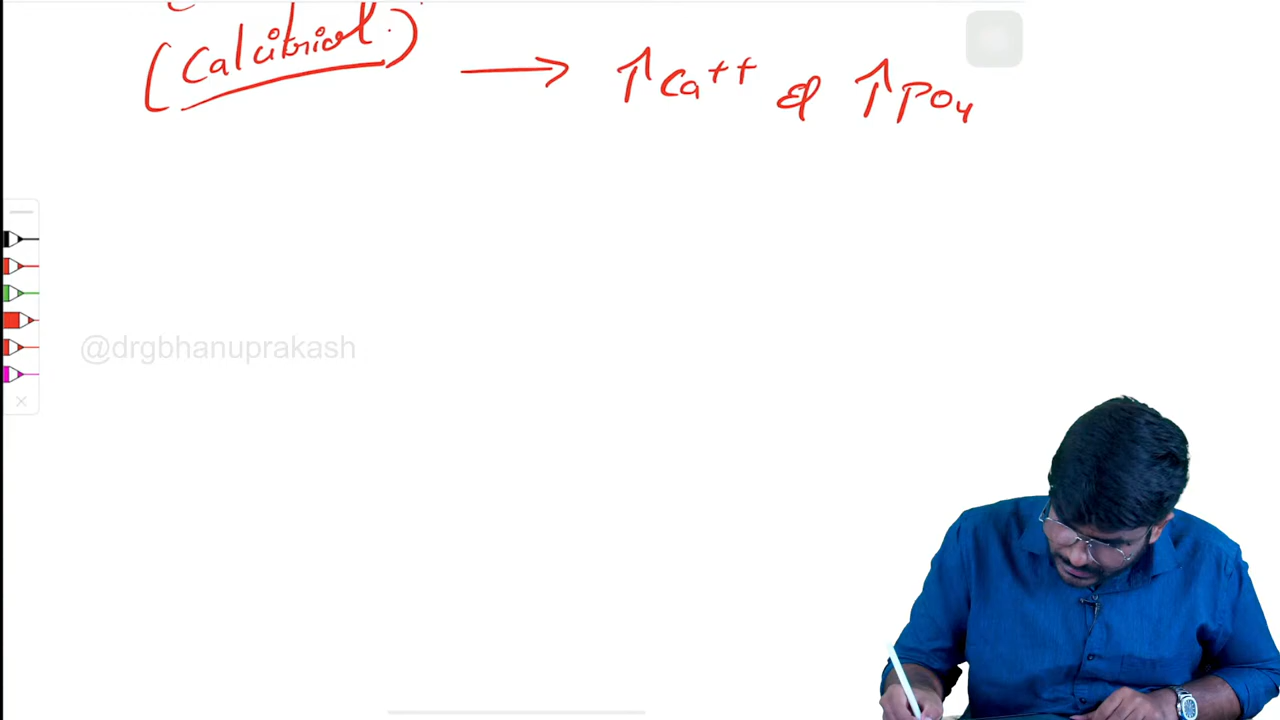 (Calcitriol.) → ↑Ca⁺⁺ & ↑PO₄
@drgbhanuprakash